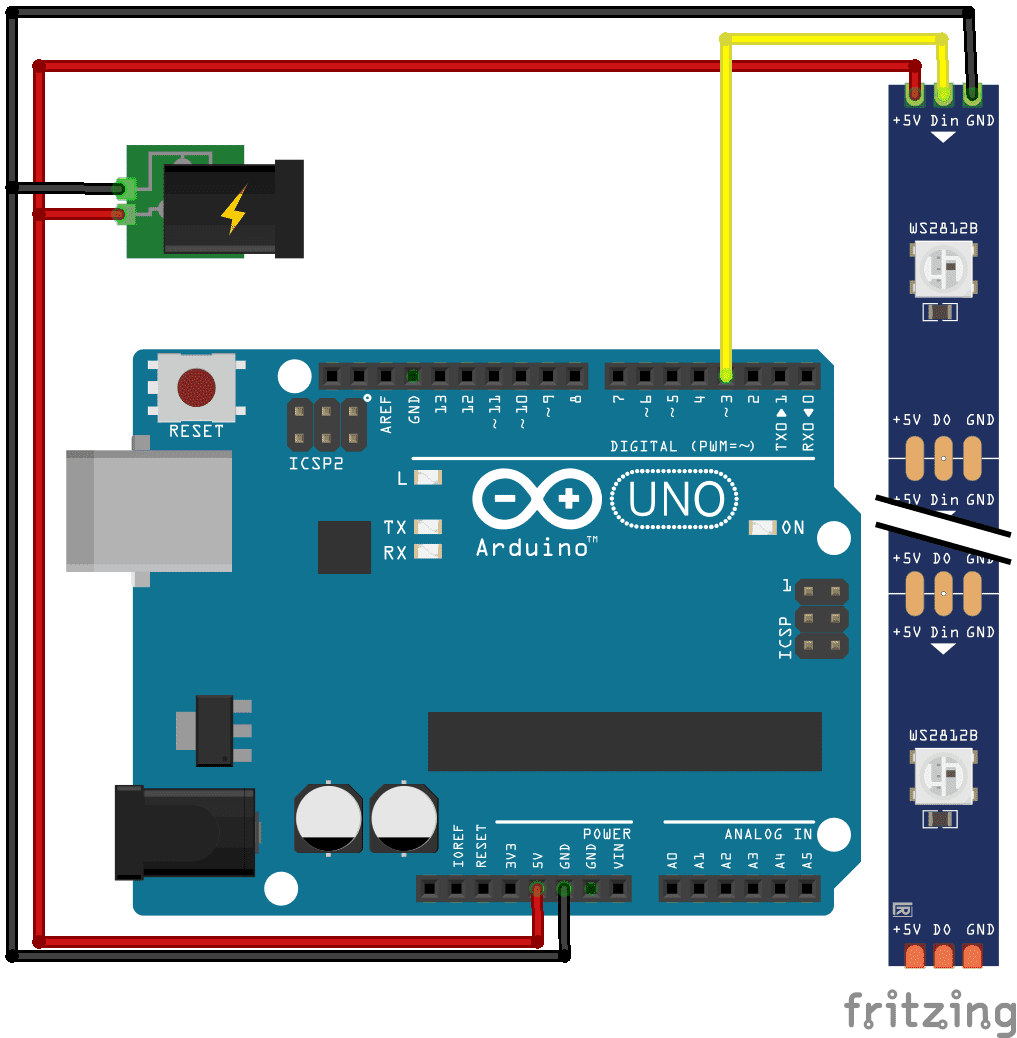 +5V Din GND
WS2812B
RESET
ICSP2
AREF
GND
13
12
~11
~10
~9
8
7
~6
~5
4
~3
2
TX0 1
RX0 0
DIGITAL (PWM=~)
L
TX
RX
UNO
Arduino™
ON
+5V DO GND
+5V Din GND
+5V DO GND
+5V Din GND
1
ICSP
WS2812B
IOREF
RESET
3V3
5V
GND
GND
VIN
POWER
ANALOG IN
A0
A1
A2
A3
A4
A5
R
+5V DO GND
fritzing